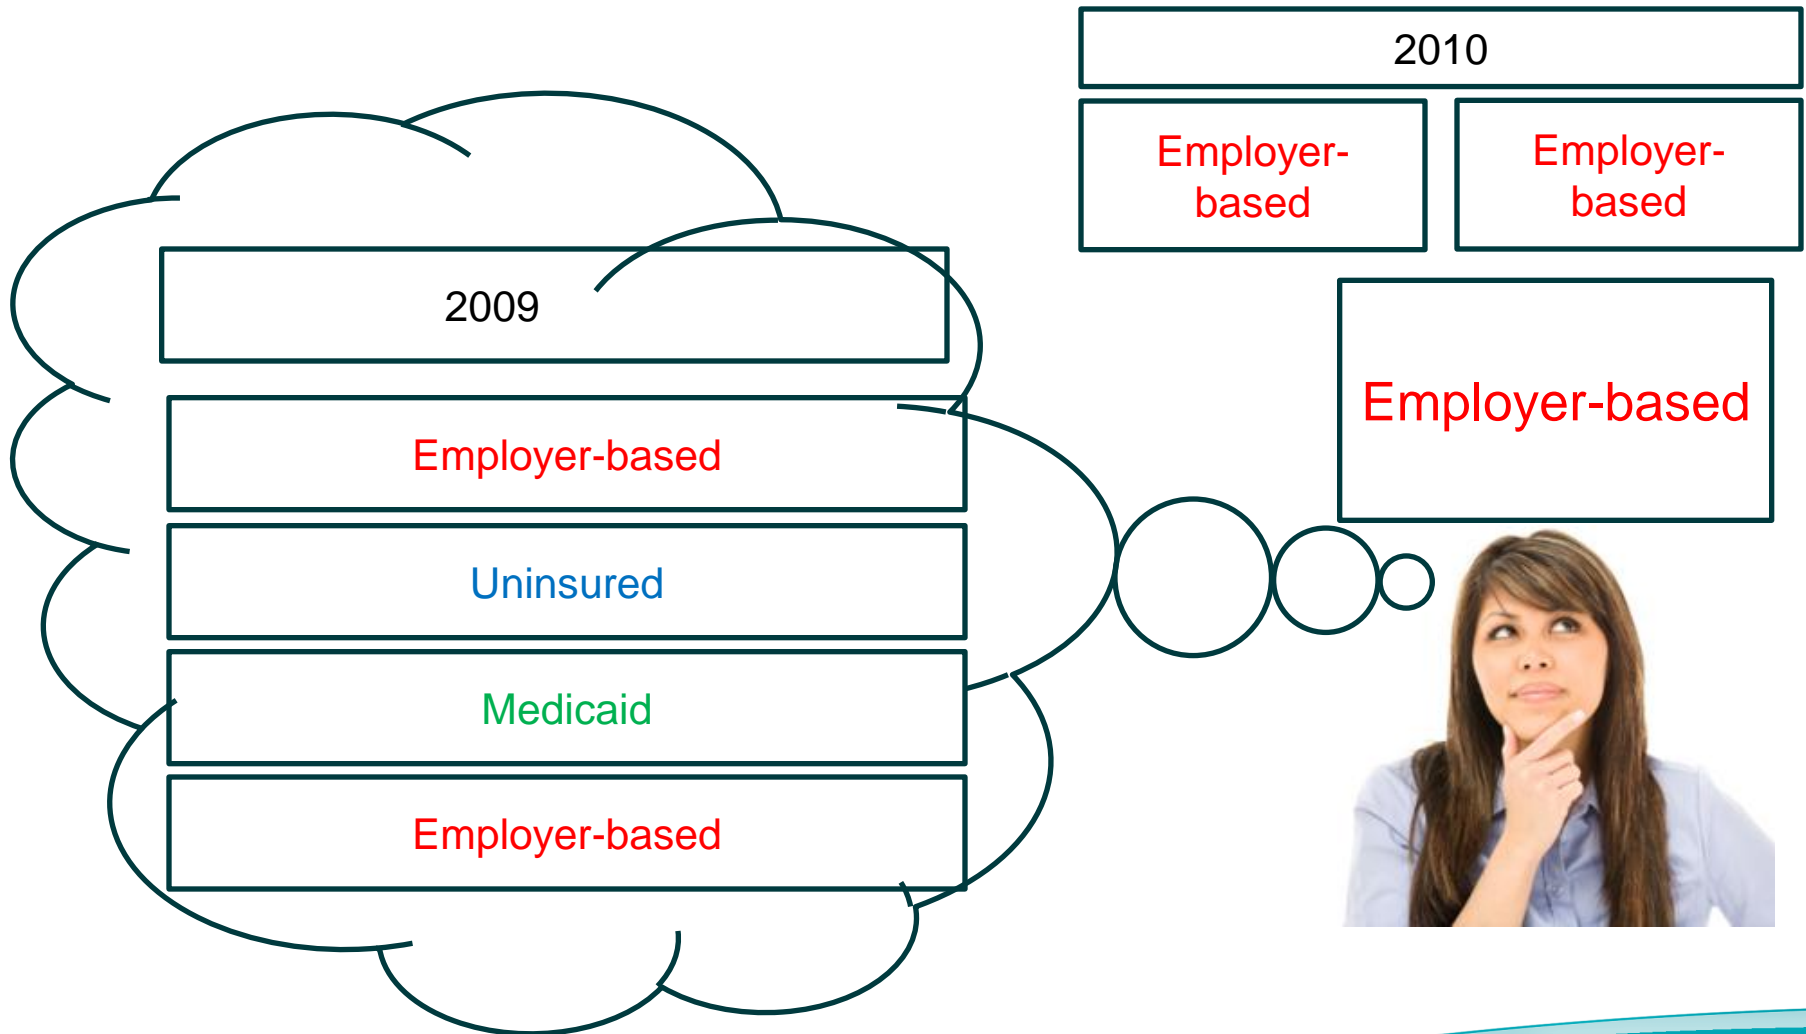 2010
Employer-
based
Employer-
based
2009
Employer-based
Employer-based
Uninsured
Medicaid
Employer-based